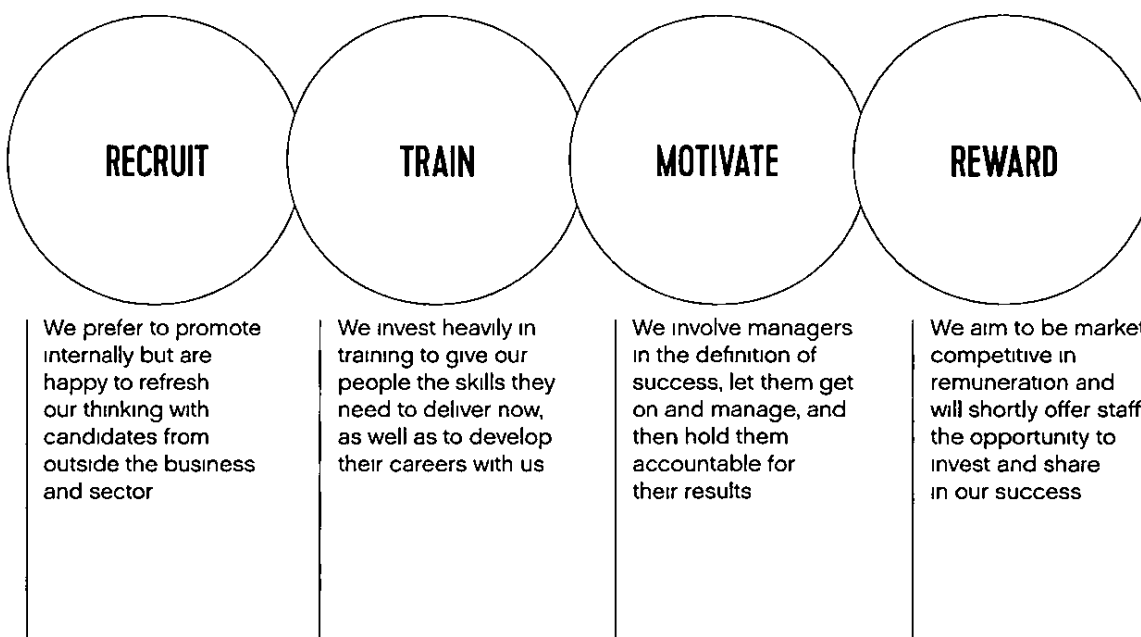 RECRUIT
We prefer to promote
internally but are
happy to refresh
our thinking with
candidates from
outside the business
and sector
TRAIN
We invest heavily in
training to give our
people the skills they
need to deliver now,
as well as to develop
their careers with us
MOTIVATE
We involve managers
in the definition of
success, let them get
on and manage, and
then hold them
accountable for
their results
REWARD
We aim to be market
competitive in
remuneration and
will shortly offer staff
the opportunity to
invest and share
in our success